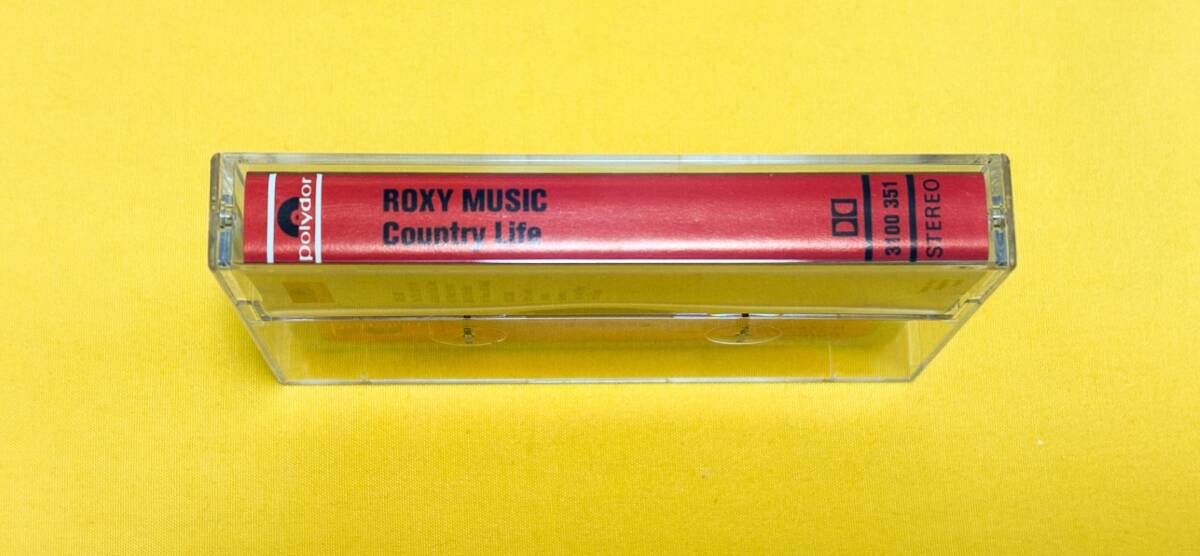 polydor
ROXY MUSIC
Country Life
3100 351
STEREO